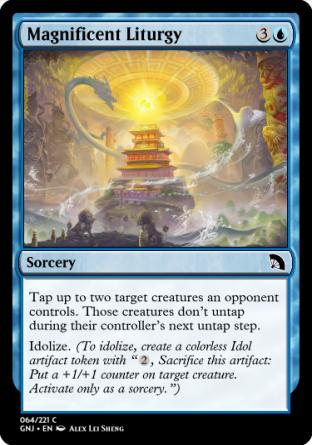 Magnificent Liturgy 3
Sorcery
Tap up to two target creatures an opponent
controls. Those creatures don't untap
during their controller's next untap step.
Idolize. (To idolize, create a colorless Idol
artifact token with “2, Sacrifice this artifact:
Put a +1/+1 counter on target creature.
Activate only as a sorcery.”)
064/221 C
GNJ • EN Alex Lei Sheng